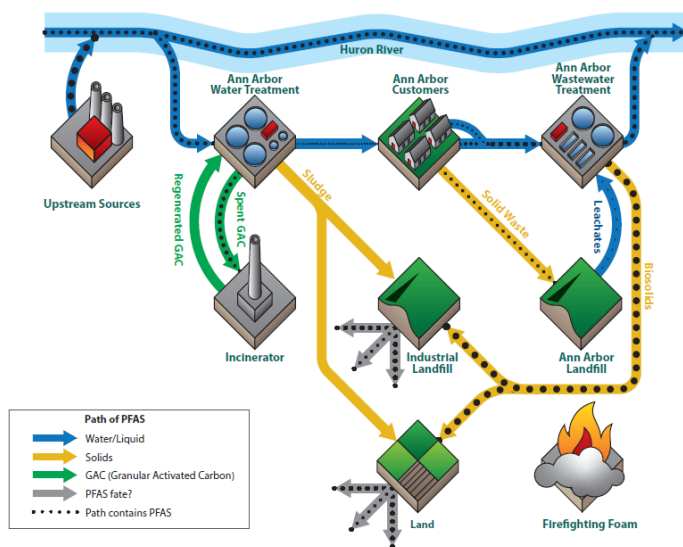 Huron River
Ann Arbor
Water Treatment
Ann Arbor
Customers
Ann Arbor
Wastewater
Treatment
Upstream Sources
Regenerated GAC
Spent GAC
Sludge
Solid Waste
Leachates
Biosolids
Incinerator
Industrial
Landfill
Ann Arbor
Landfill
Path of PFAS
Water/Liquid
Solids
GAC (Granular Activated Carbon)
PFAS fate?
Path contains PFAS
Land
Firefighting Foam